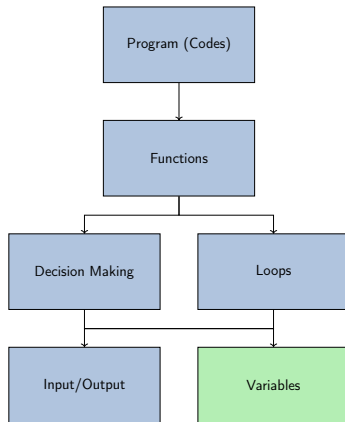 Program (Codes)
Functions
Decision Making
Loops
Input/Output
Variables